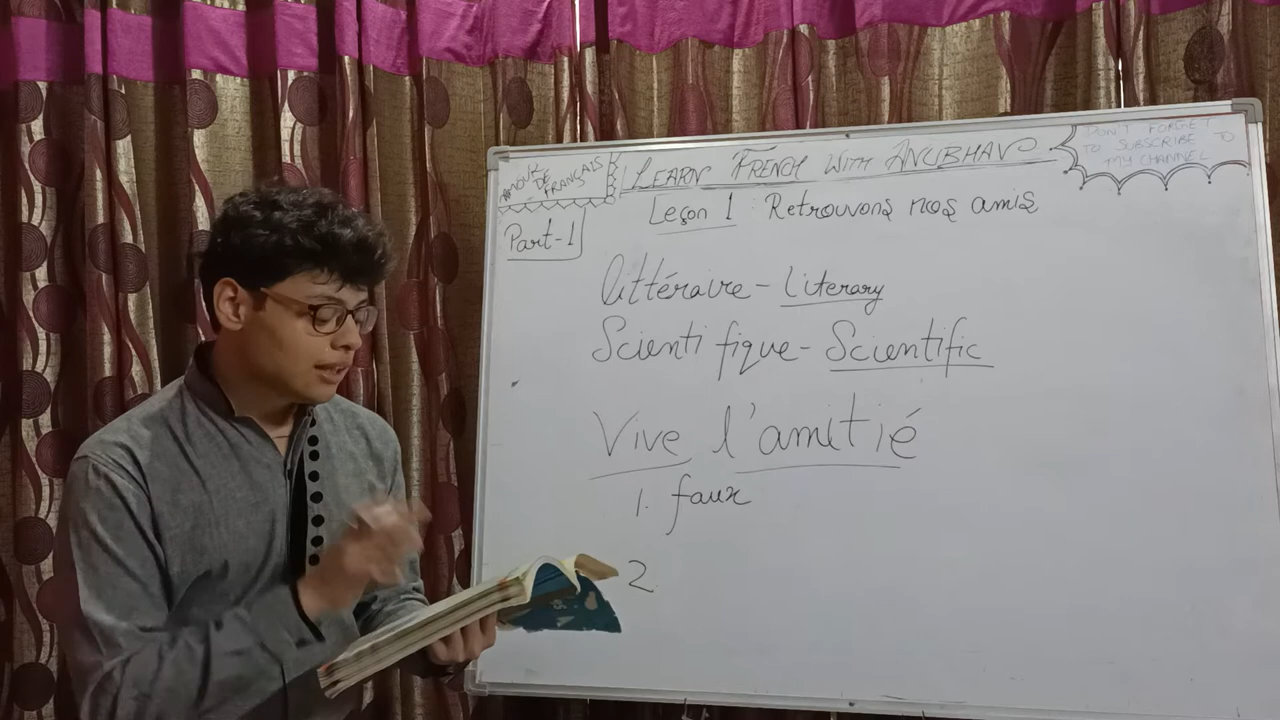 AMOUR DE FRANÇAIS
LEARN FRENCH WITH ANUBHAV
DON'T FORGET TO
TO SUBSCRIBE
MY CHANNEL
Part-1
Leçon 1 : Retrouvons nos amis
littéraire - Literary
Scientifique - Scientific
Vive l'amitié
1. faux
2